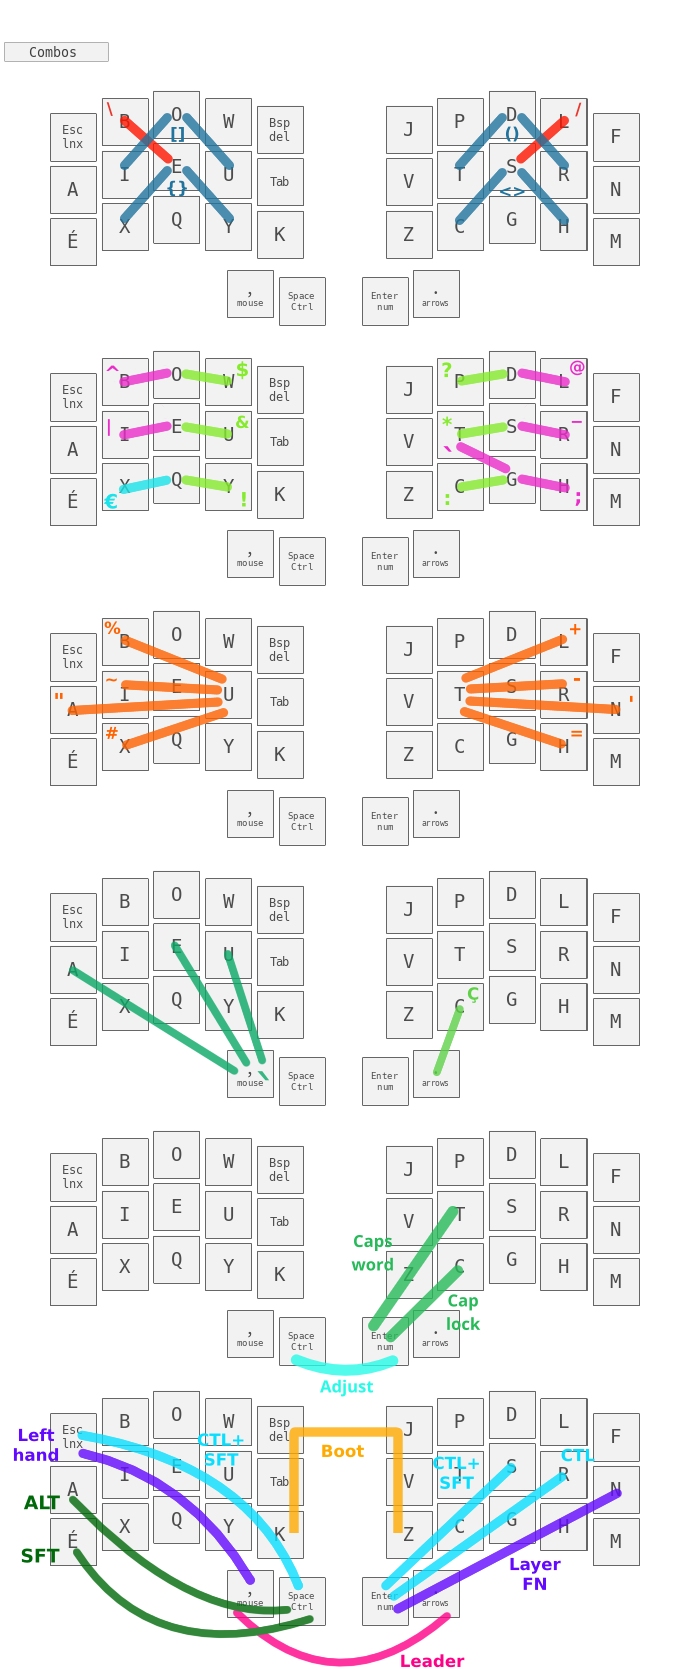 Combos
\ B O W Bsp del J P D L / F
Esc lnx [] ()
A I E U Tab V T S R N
{} <>
É X Q Y K Z C G H M
, mouse Space Ctrl Enter num . arrows
^ B O W $ Bsp del J ? P D L @ F
Esc lnx
A | I E U & Tab V * T S R − N
`
É € X Q Y ! K Z : C G H ; M
, mouse Space Ctrl Enter num . arrows
% B O W Bsp del J P D L + F
Esc lnx
" A ~ I E U Tab V T S R - N '
É # X Q Y K Z C G H = M
, mouse Space Ctrl Enter num . arrows
Esc lnx B O W Bsp del J P D L F
A I E U Tab V T S R N
É X Q Y K Z C Ç G H M
, mouse ` Space Ctrl Enter num . arrows
Esc lnx B O W Bsp del J P D L F
A I E U Tab V T S R N
Caps word
É X Q Y K Z C G H M
Cap lock
, mouse Space Ctrl Enter num . arrows
Adjust
Esc lnx B O W Bsp del J P D L F
Left hand CTL+ SFT Boot CTL+ SFT CTL
A I E U Tab V T S R N
ALT
É X Q Y K Z C G H M
SFT Layer FN
, mouse Space Ctrl Enter num . arrows
Leader